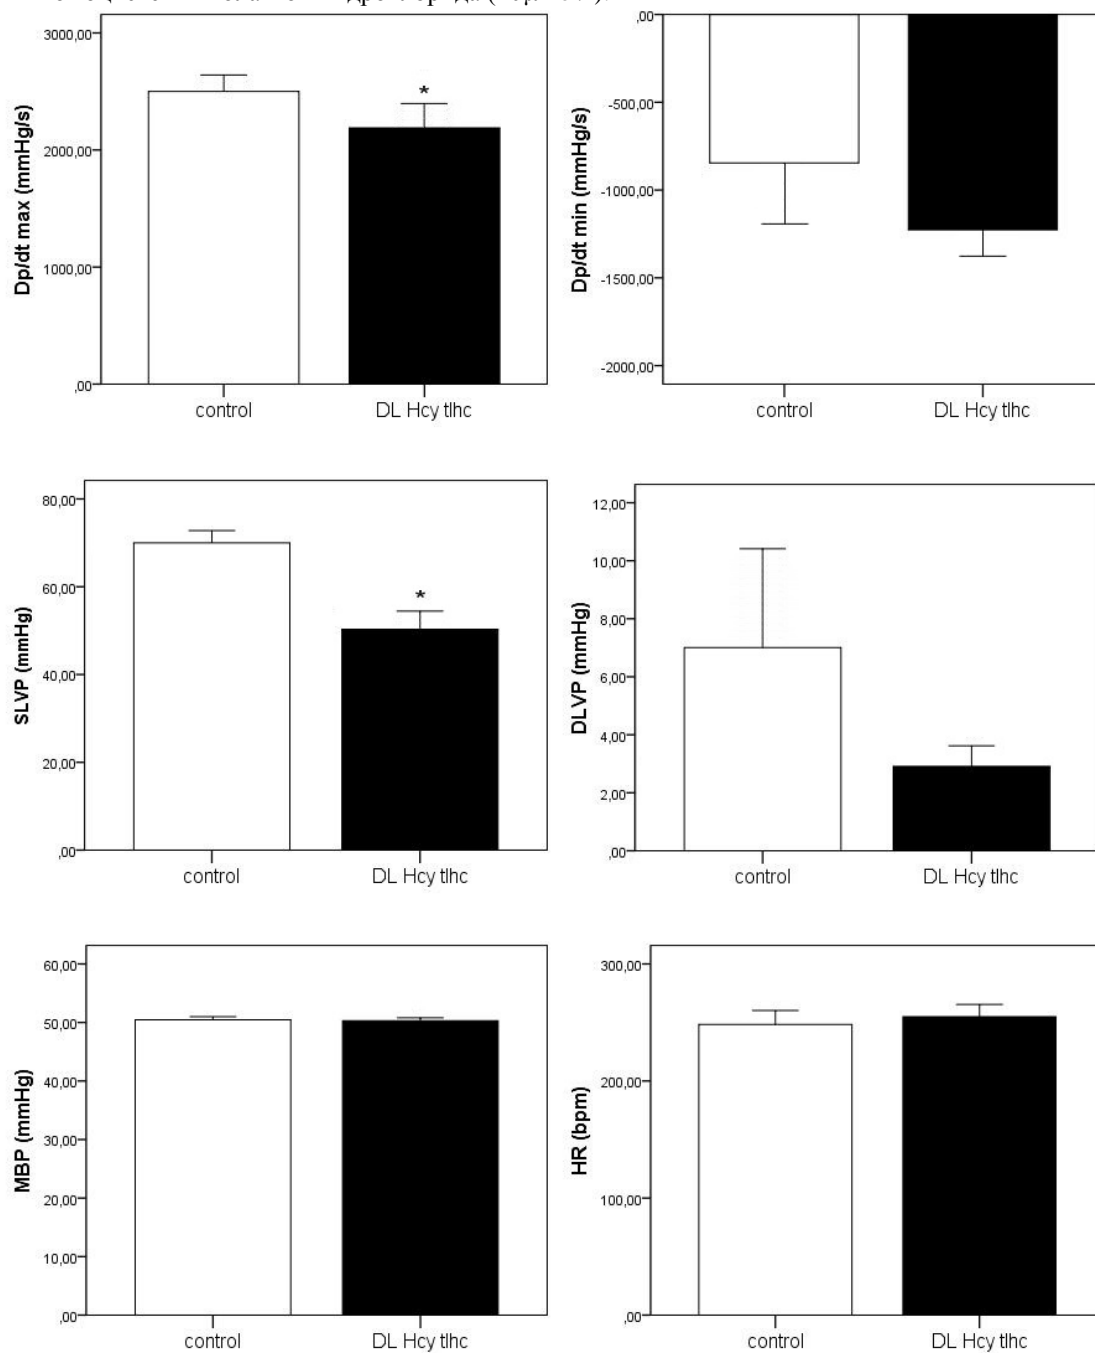 3000,00
2000,00
1000,00
,00
Dp/dt max (mmHg/s)
*
control
DL Hcy tlhc
,00
-500,00
-1000,00
-1500,00
-2000,00
Dp/dt min (mmHg/s)
control
DL Hcy tlhc
80,00
60,00
40,00
20,00
,00
SLVP (mmHg)
*
control
DL Hcy tlhc
12,00
10,00
8,00
6,00
4,00
2,00
,00
DLVP (mmHg)
control
DL Hcy tlhc
60,00
50,00
40,00
30,00
20,00
10,00
,00
MBP (mmHg)
control
DL Hcy tlhc
300,00
200,00
100,00
,00
HR (bpm)
control
DL Hcy tlhc